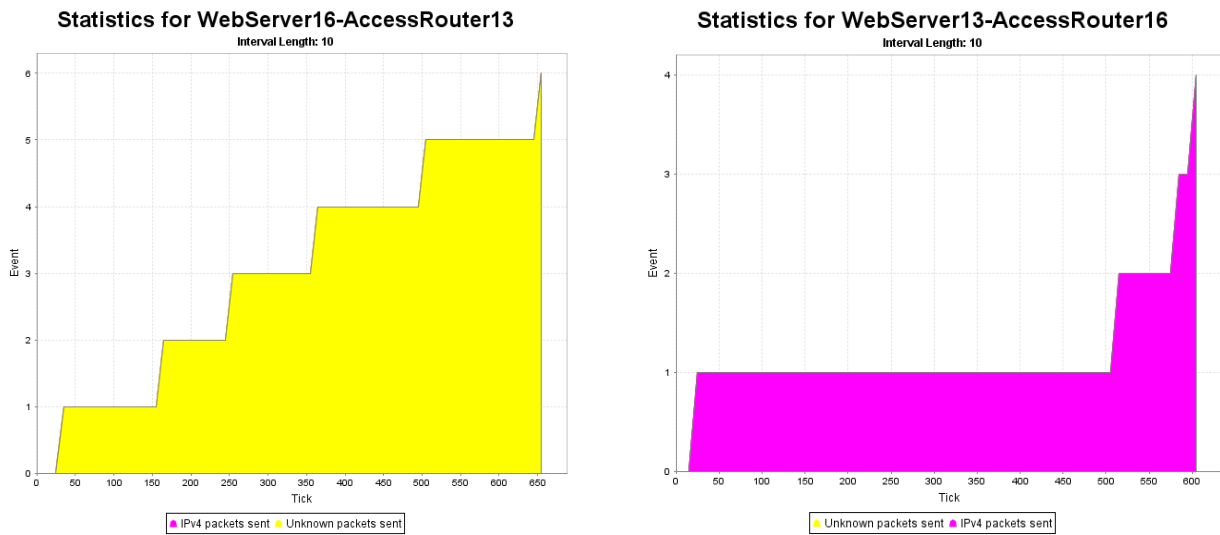 Statistics for WebServer16-AccessRouter13
Interval Length: 10
6
5
4
3
2
1
0
Event
0 50 100 150 200 250 300 350 400 450 500 550 600 650
Tick
IPv4 packets sent Unknown packets sent
Statistics for WebServer13-AccessRouter16
Interval Length: 10
4
3
2
1
0
Event
0 50 100 150 200 250 300 350 400 450 500 550 600
Tick
Unknown packets sent IPv4 packets sent